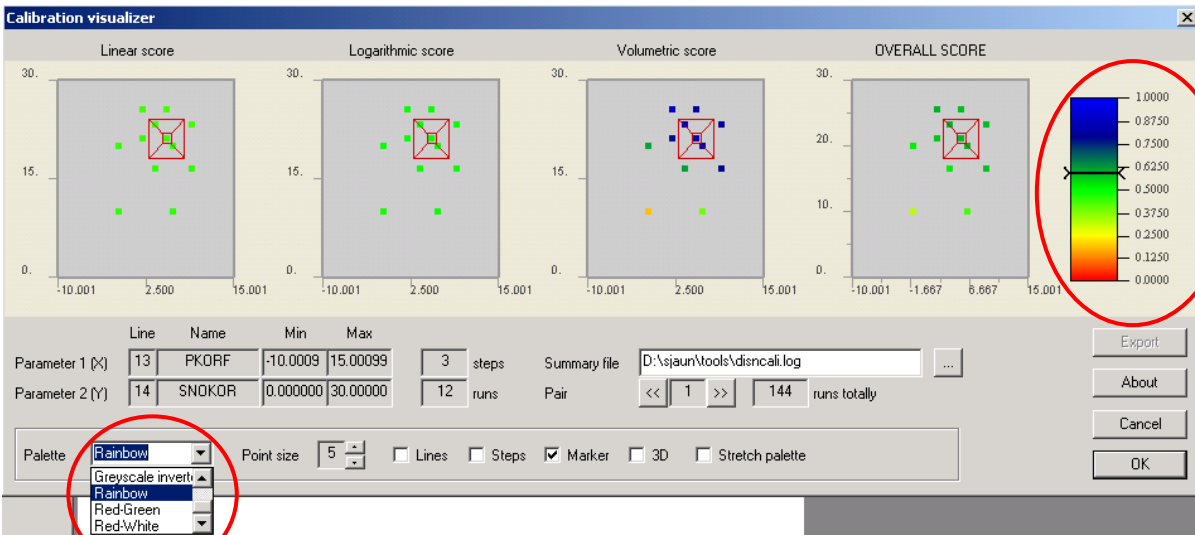 Calibration visualizer
Linear score Logarithmic score Volumetric score OVERALL SCORE
30. 30. 30. 30.
1.0000
0.8750
20. 0.7500
15. 15. 15. 0.6250
0.5000
10. 0.3750
0.2500
0.1250
0. 0. 0. 0. 0.0000
-10.001 2.500 15.001 -10.001 2.500 15.001 -10.001 2.500 15.001 -10.001 -1.667 6.667 15.001
Line Name Min Max
Parameter 1 (X) 13 PKORF -10.0009 15.00099 3 steps Summary file D:\sjaun\tools\disncali.log ... Export
Parameter 2 (Y) 14 SNOKOR 0.000000 30.00000 12 runs Pair << 1 >> 144 runs totally About
Cancel
Palette Rainbow Point size 5 Lines Steps Marker 3D Stretch palette OK
Greyscale inverte
Rainbow
Red-Green
Red-White